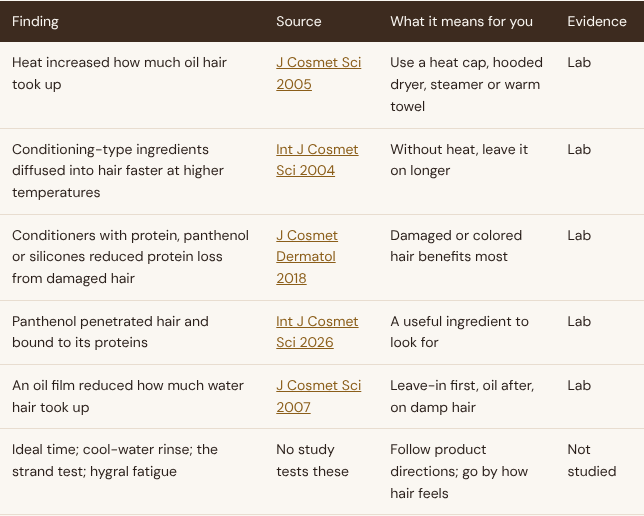 Finding Source What it means for you Evidence
Heat increased how much oil hair J Cosmet Sci Use a heat cap, hooded Lab
took up 2005 dryer, steamer or warm
towel
Conditioning-type ingredients Int J Cosmet Without heat, leave it Lab
diffused into hair faster at higher Sci 2004 on longer
temperatures
Conditioners with protein, panthenol J Cosmet Damaged or colored Lab
or silicones reduced protein loss Dermatol hair benefits most
from damaged hair 2018
Panthenol penetrated hair and Int J Cosmet A useful ingredient to Lab
bound to its proteins Sci 2026 look for
An oil film reduced how much water J Cosmet Sci Leave-in first, oil after, Lab
hair took up 2007 on damp hair
Ideal time; cool-water rinse; the No study Follow product Not
strand test; hygral fatigue tests these directions; go by how studied
hair feels